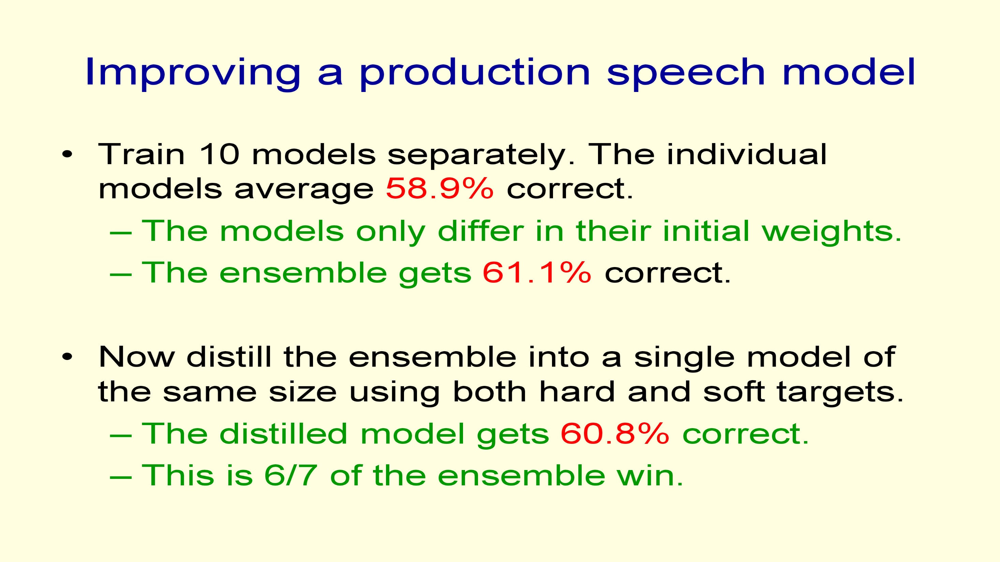 Improving a production speech model
• Train 10 models separately. The individual
models average 58.9% correct.
– The models only differ in their initial weights.
– The ensemble gets 61.1% correct.
• Now distill the ensemble into a single model of
the same size using both hard and soft targets.
– The distilled model gets 60.8% correct.
– This is 6/7 of the ensemble win.